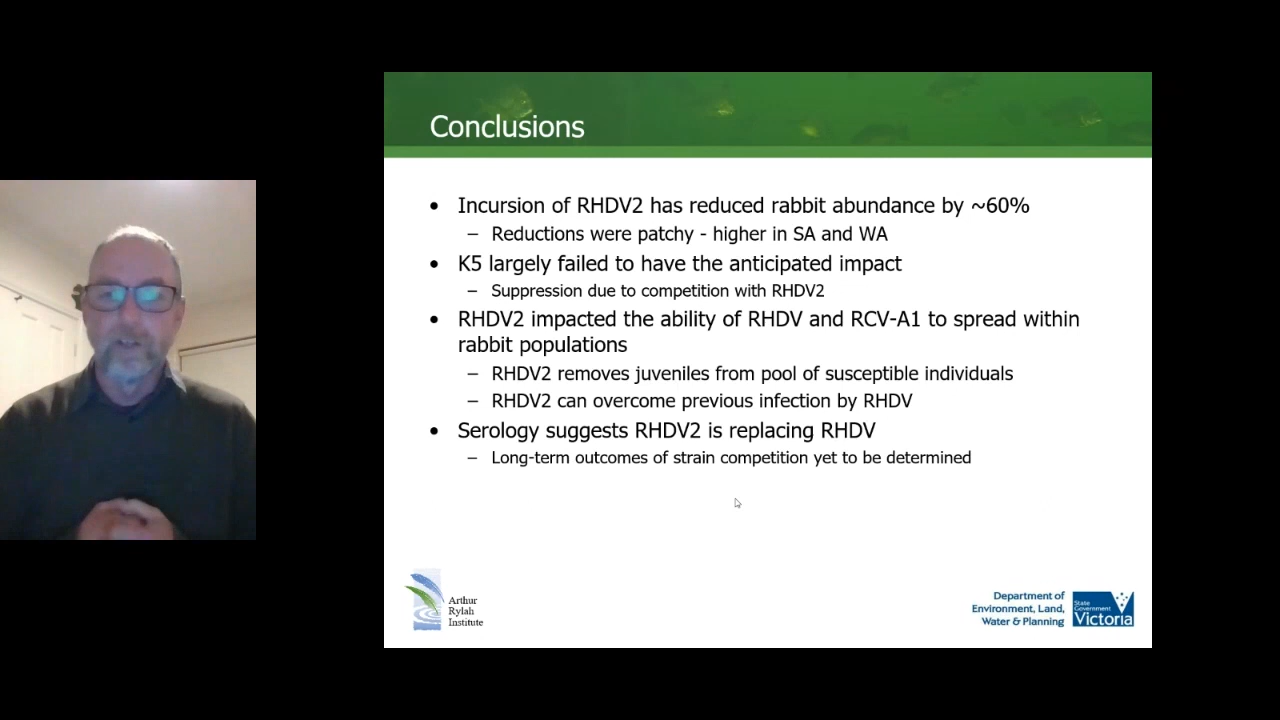 Conclusions
• Incursion of RHDV2 has reduced rabbit abundance by ~60%
– Reductions were patchy - higher in SA and WA
• K5 largely failed to have the anticipated impact
– Suppression due to competition with RHDV2
• RHDV2 impacted the ability of RHDV and RCV-A1 to spread within
rabbit populations
– RHDV2 removes juveniles from pool of susceptible individuals
– RHDV2 can overcome previous infection by RHDV
• Serology suggests RHDV2 is replacing RHDV
– Long-term outcomes of strain competition yet to be determined
Arthur
Rylah
Institute
Department of
Environment, Land,
Water & Planning
State
Government
Victoria